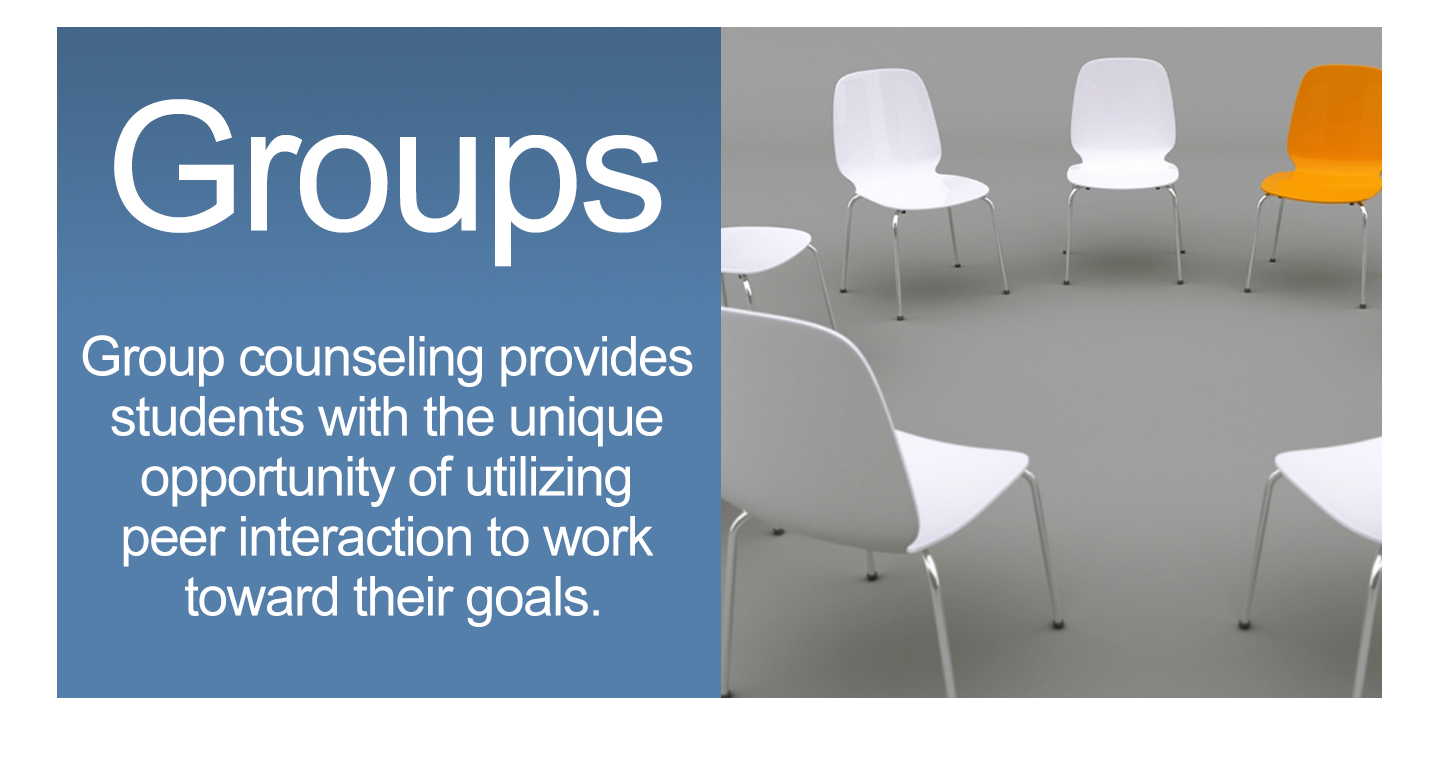 Groups
Group counseling provides
students with the unique
opportunity of utilizing
peer interaction to work
toward their goals.